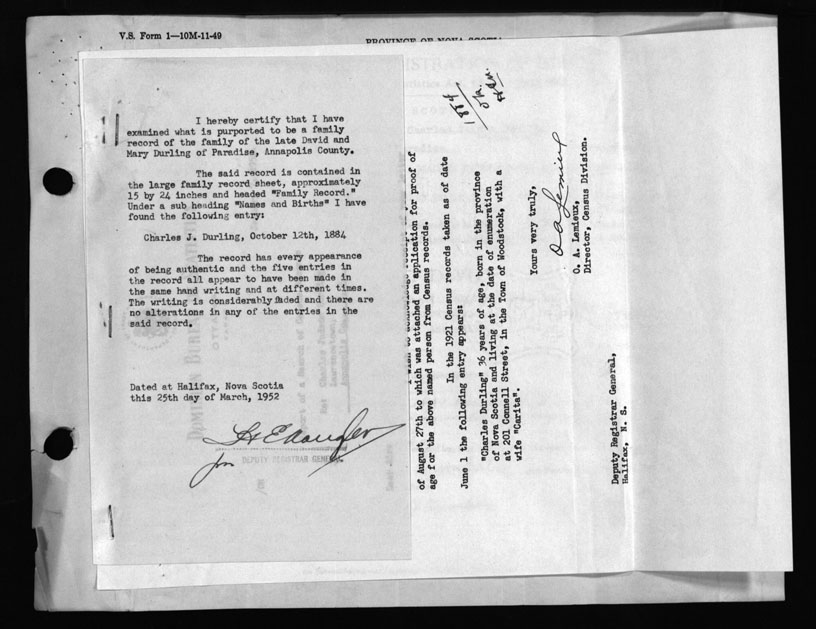 V.S. Form 1—10M-11-49
PROVINCE OF NOVA SCOTIA
I hereby certify that I have
examined what is purported to be a family
record of the family of the late David and
Mary Durling of Paradise, Annapolis County.
The said record is contained in
the large family record sheet, approximately
15 by 24 inches and headed "Family Record."
Under a sub heading "Names and Births" I have
found the following entry:
Charles J. Durling, October 12th, 1884
The record has every appearance
of being authentic and the five entries in
the record all appear to have been made in
the same hand writing and at different times.
The writing is considerably faded and there are
no alterations in any of the entries in the
said record.
Dated at Halifax, Nova Scotia
this 25th day of March, 1952
for
DEPUTY REGISTRAR GENERAL.
1884
of August 27th to which was attached an application for proof of
age for the above named person from Census records.
In the 1921 Census records taken as of date
June 1 the following entry appears:
"Charles Durling" 36 years of age, born in the province
of Nova Scotia and living at the date of enumeration
at 201 Connell Street, in the Town of Woodstock, with a
wife "Carita".
Yours very truly,
O A Lemieux
O. A. Lemieux,
Director, Census Division.
Deputy Registrar General,
Halifax, N. S.